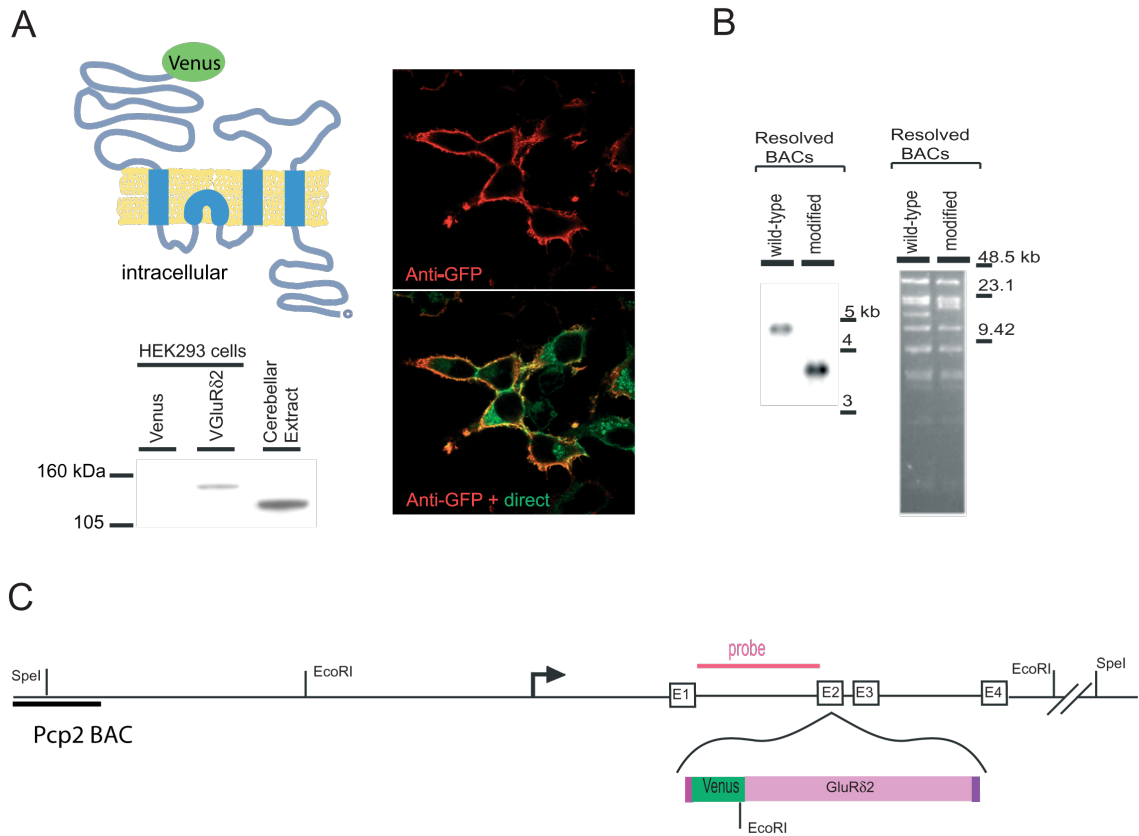 A
Venus
intracellular
HEK293 cells
Venus
VGluRδ2
Cerebellar
Extract
160 kDa
105
Anti-GFP
Anti-GFP + direct
B
Resolved
BACs
wild-type
modified
5 kb
4
3
Resolved
BACs
wild-type
modified
48.5 kb
23.1
9.42
C
SpeI
EcoRI
probe
E1
E2
E3
E4
EcoRI
SpeI
Pcp2 BAC
Venus
GluRδ2
EcoRI